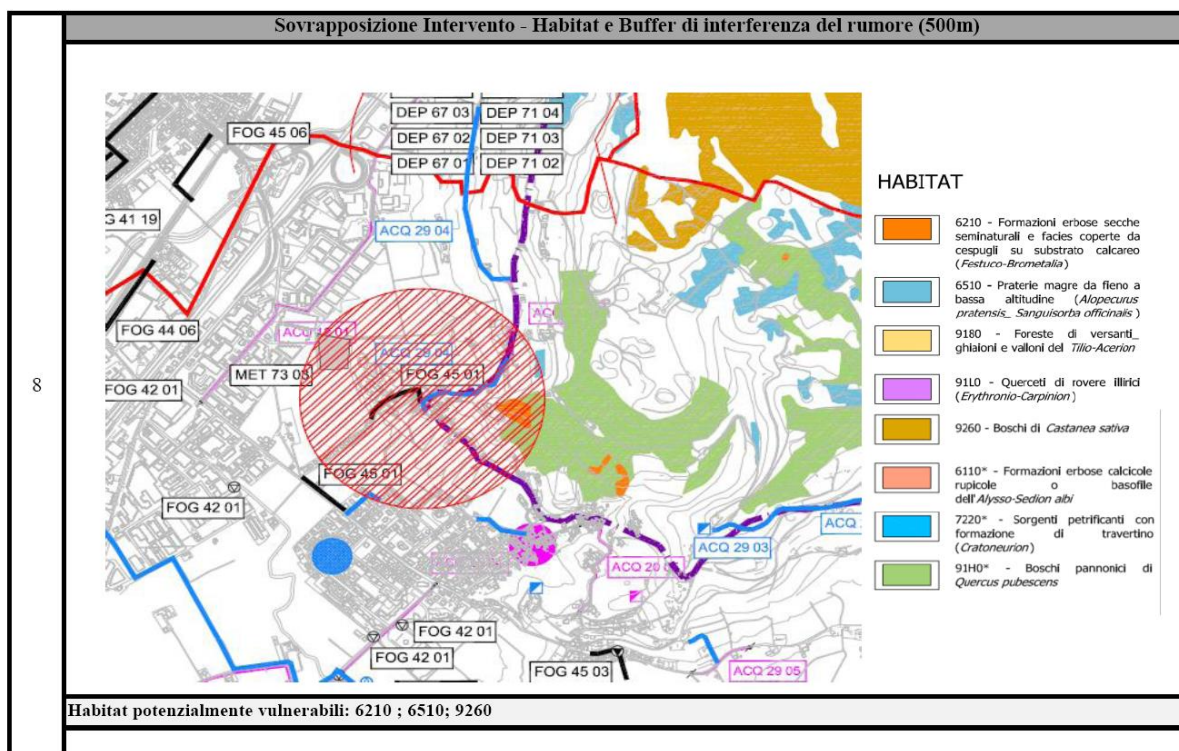 Sovrapposizione Intervento - Habitat e Buffer di interferenza del rumore (500m)
8
DEP 67 03
DEP 71 04
FOG 45 06
DEP 67 02
DEP 71 03
DEP 67 01
DEP 71 02
G 41 19
ACQ 29 04
FOG 44 06
ACQ 29 04
MET 73 03
FOG 45 01
FOG 42 01
FOG 45 01
FOG 42 01
ACQ 29 03
ACQ
ACQ 20
FOG 42 01
FOG 42 01
FOG 45 03
ACQ 29 05
HABITAT
6210 - Formazioni erbose secche
seminaturali e facies coperte da
cespugli su substrato calcareo
(Festuco-Brometalia)
6510 - Praterie magre da fieno a
bassa altitudine (Alopecurus
pratensis_ Sanguisorba officinalis)
9180 - Foreste di versanti_
ghiaioni e valloni del Tilio-Acerion
91L0 - Querceti di rovere illirici
(Erythronio-Carpinion)
9260 - Boschi di Castanea sativa
6110* - Formazioni erbose calcicole
rupicole o basofile
dell'Alysso-Sedion albi
7220* - Sorgenti petrificanti con
formazione di travertino
(Cratoneurion)
91H0* - Boschi pannonici di
Quercus pubescens
Habitat potenzialmente vulnerabili: 6210 ; 6510; 9260